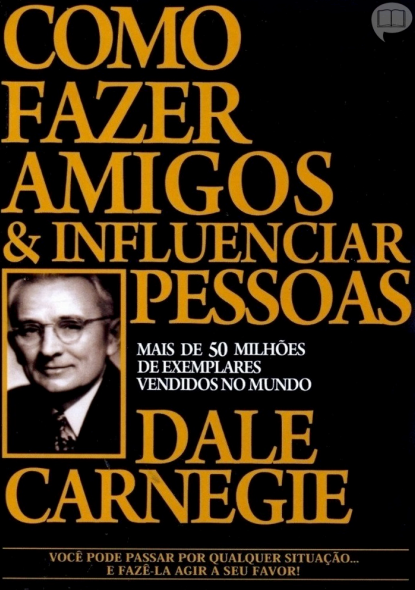 COMO
FAZER
AMIGOS
& INFLUENCIAR
PESSOAS
MAIS DE 50 MILHÕES
DE EXEMPLARES
VENDIDOS NO MUNDO
DALE
CARNEGIE
VOCÊ PODE PASSAR POR QUALQUER SITUAÇÃO...
E FAZÊ-LA AGIR A SEU FAVOR!